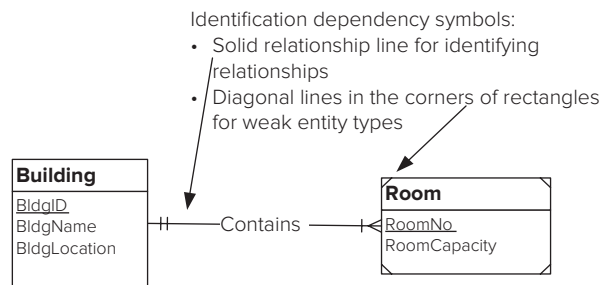 Identification dependency symbols:
• Solid relationship line for identifying
relationships
• Diagonal lines in the corners of rectangles
for weak entity types
Building
BldgID
BldgName
BldgLocation
Contains
Room
RoomNo
RoomCapacity